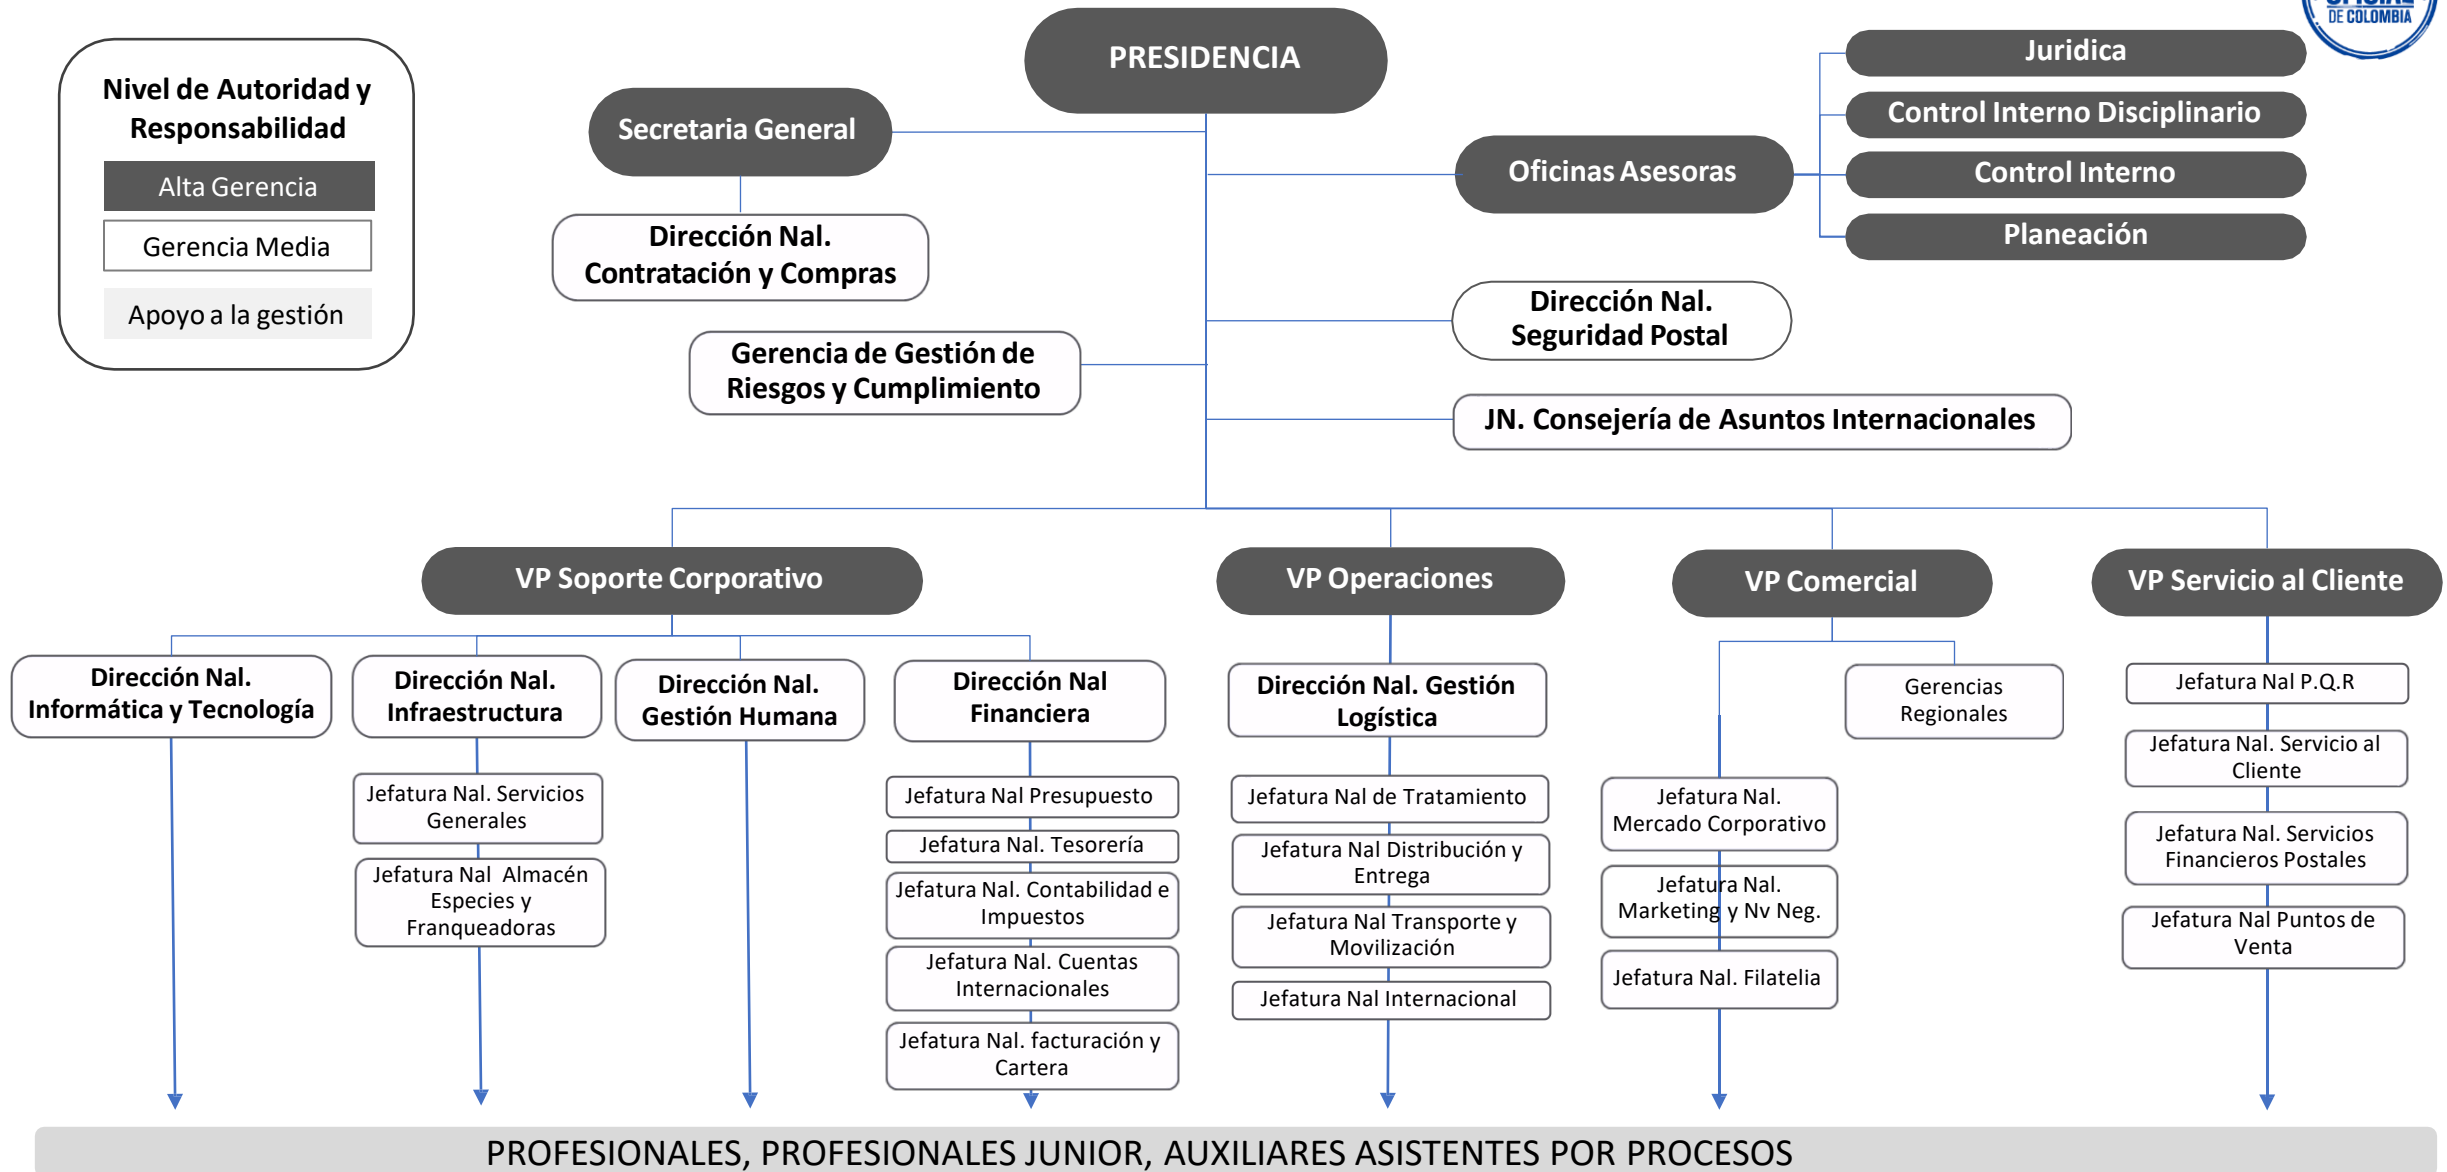 OFICIAL
DE COLOMBIA
PRESIDENCIA
Nivel de Autoridad y
Responsabilidad
Alta Gerencia
Gerencia Media
Apoyo a la gestión
Secretaria General
Dirección Nal.
Contratación y Compras
Gerencia de Gestión de
Riesgos y Cumplimiento
Oficinas Asesoras
Juridica
Control Interno Disciplinario
Control Interno
Planeación
Dirección Nal.
Seguridad Postal
JN. Consejería de Asuntos Internacionales
VP Soporte Corporativo
VP Operaciones
VP Comercial
VP Servicio al Cliente
Dirección Nal.
Informática y Tecnología
Dirección Nal.
Infraestructura
Jefatura Nal. Servicios
Generales
Jefatura Nal  Almacén
Especies y
Franqueadoras
Dirección Nal.
Gestión Humana
Dirección Nal
Financiera
Jefatura Nal Presupuesto
Jefatura Nal. Tesorería
Jefatura Nal. Contabilidad e
Impuestos
Jefatura Nal. Cuentas
Internacionales
Jefatura Nal. facturación y
Cartera
Dirección Nal. Gestión
Logística
Jefatura Nal de Tratamiento
Jefatura Nal Distribución y
Entrega
Jefatura Nal Transporte y
Movilización
Jefatura Nal Internacional
Gerencias
Regionales
Jefatura Nal.
Mercado Corporativo
Jefatura Nal.
Marketing y Nv Neg.
Jefatura Nal. Filatelia
Jefatura Nal P.Q.R
Jefatura Nal. Servicio al
Cliente
Jefatura Nal. Servicios
Financieros Postales
Jefatura Nal Puntos de
Venta
PROFESIONALES, PROFESIONALES JUNIOR, AUXILIARES ASISTENTES POR PROCESOS